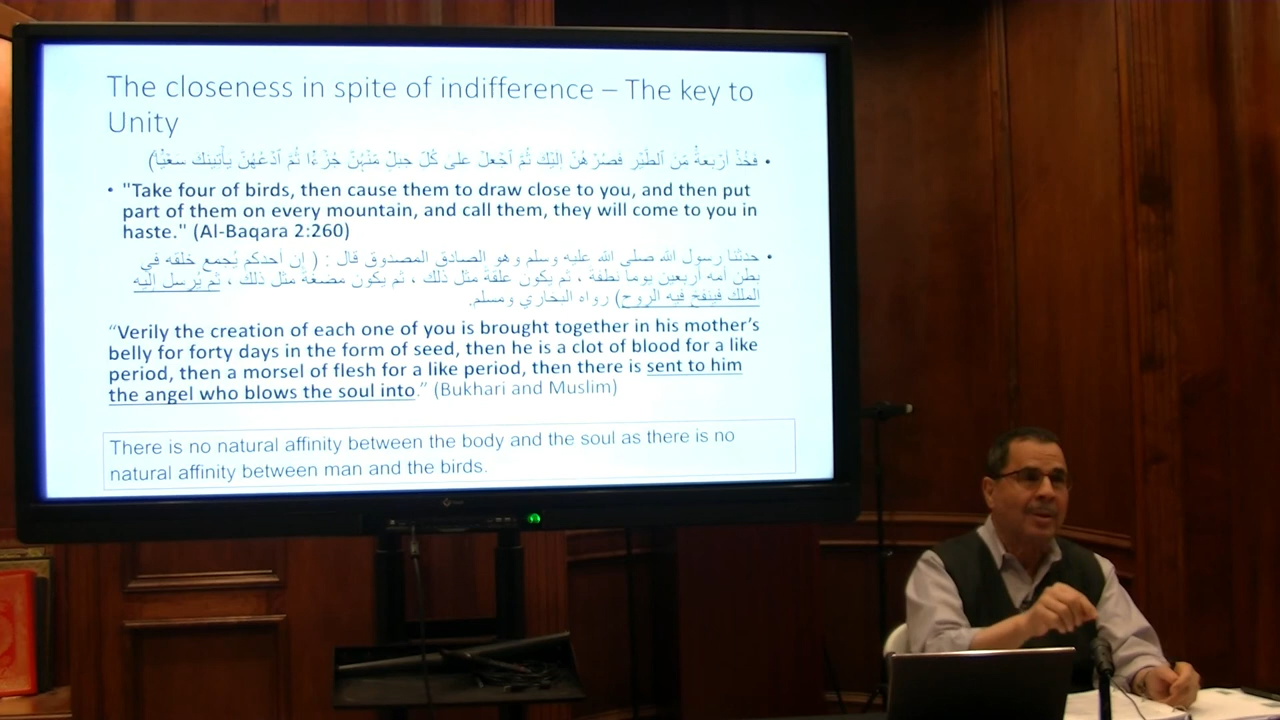 The closeness in spite of indifference – The key to
Unity
• فَخُذْ أَرْبَعَةً مِّنَ ٱلطَّيْرِ فَصُرْهُنَّ إِلَيْكَ ثُمَّ ٱجْعَلْ عَلَى كُلِّ جَبَلٍ مِّنْهُنَّ جُزْءًا ثُمَّ ٱدْعُهُنَّ يَأْتِينَكَ سَعْيًا)
• "Take four of birds, then cause them to draw close to you, and then put
part of them on every mountain, and call them, they will come to you in
haste." (Al-Baqara 2:260)
• حدثنا رسول الله صلى الله عليه وسلم وهو الصادق المصدوق قال : ( إن أحدكم يُجمع خلقه في
بطن أمه أربعين يوما نطفة ، ثم يكون علقة مثل ذلك ، ثم يكون مضغة مثل ذلك ، ثم يُرسل إليه
الملك فينفخ فيه الروح) رواه البخاري ومسلم.
“Verily the creation of each one of you is brought together in his mother’s
belly for forty days in the form of seed, then he is a clot of blood for a like
period, then a morsel of flesh for a like period, then there is sent to him
the angel who blows the soul into.” (Bukhari and Muslim)
There is no natural affinity between the body and the soul as there is no
natural affinity between man and the birds.